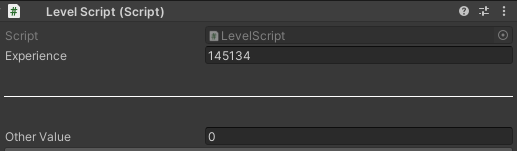 Level Script (Script)
Script LevelScript
Experience 145134
Other Value 0